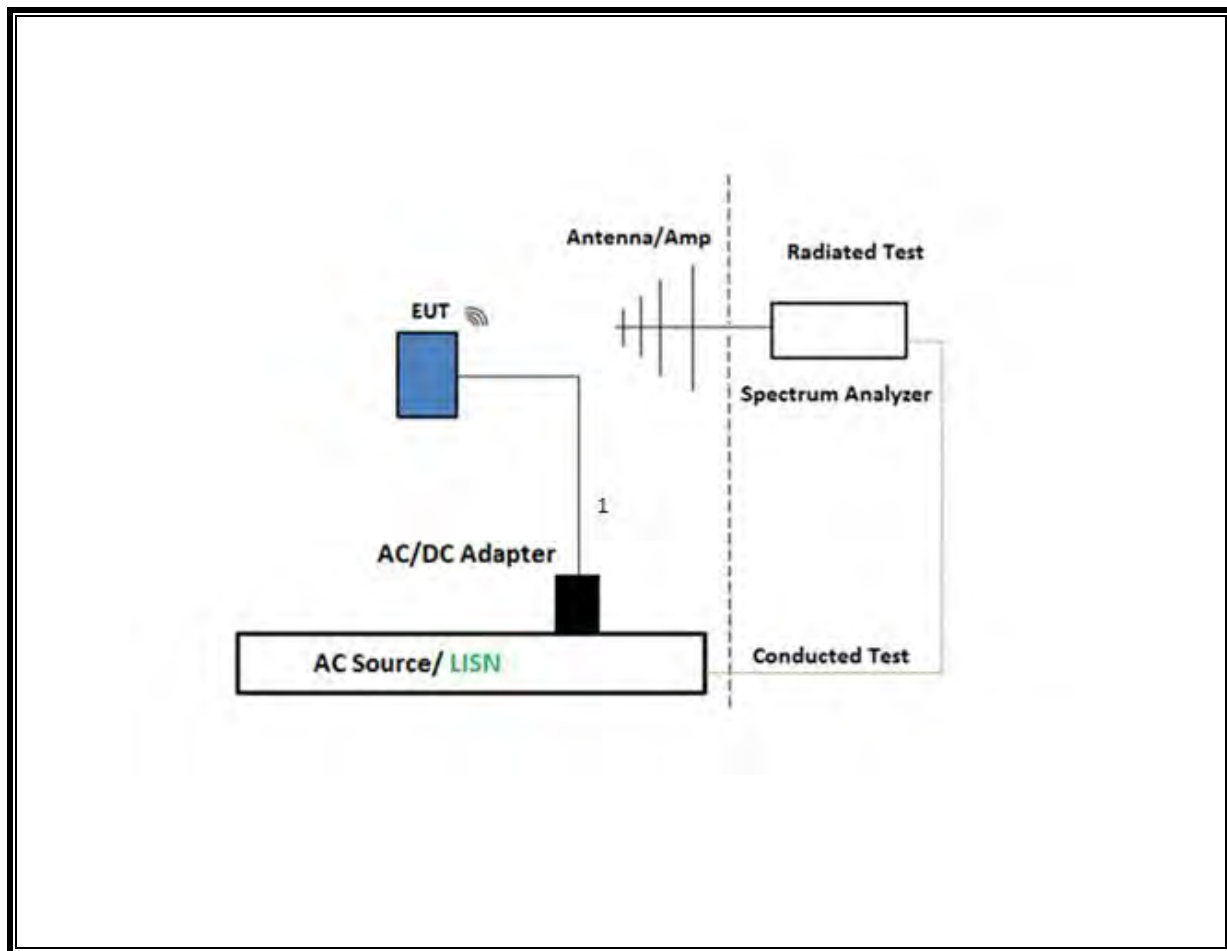 Antenna/Amp
Radiated Test
EUT
Spectrum Analyzer
1
AC/DC Adapter
AC Source/ LISN
Conducted Test